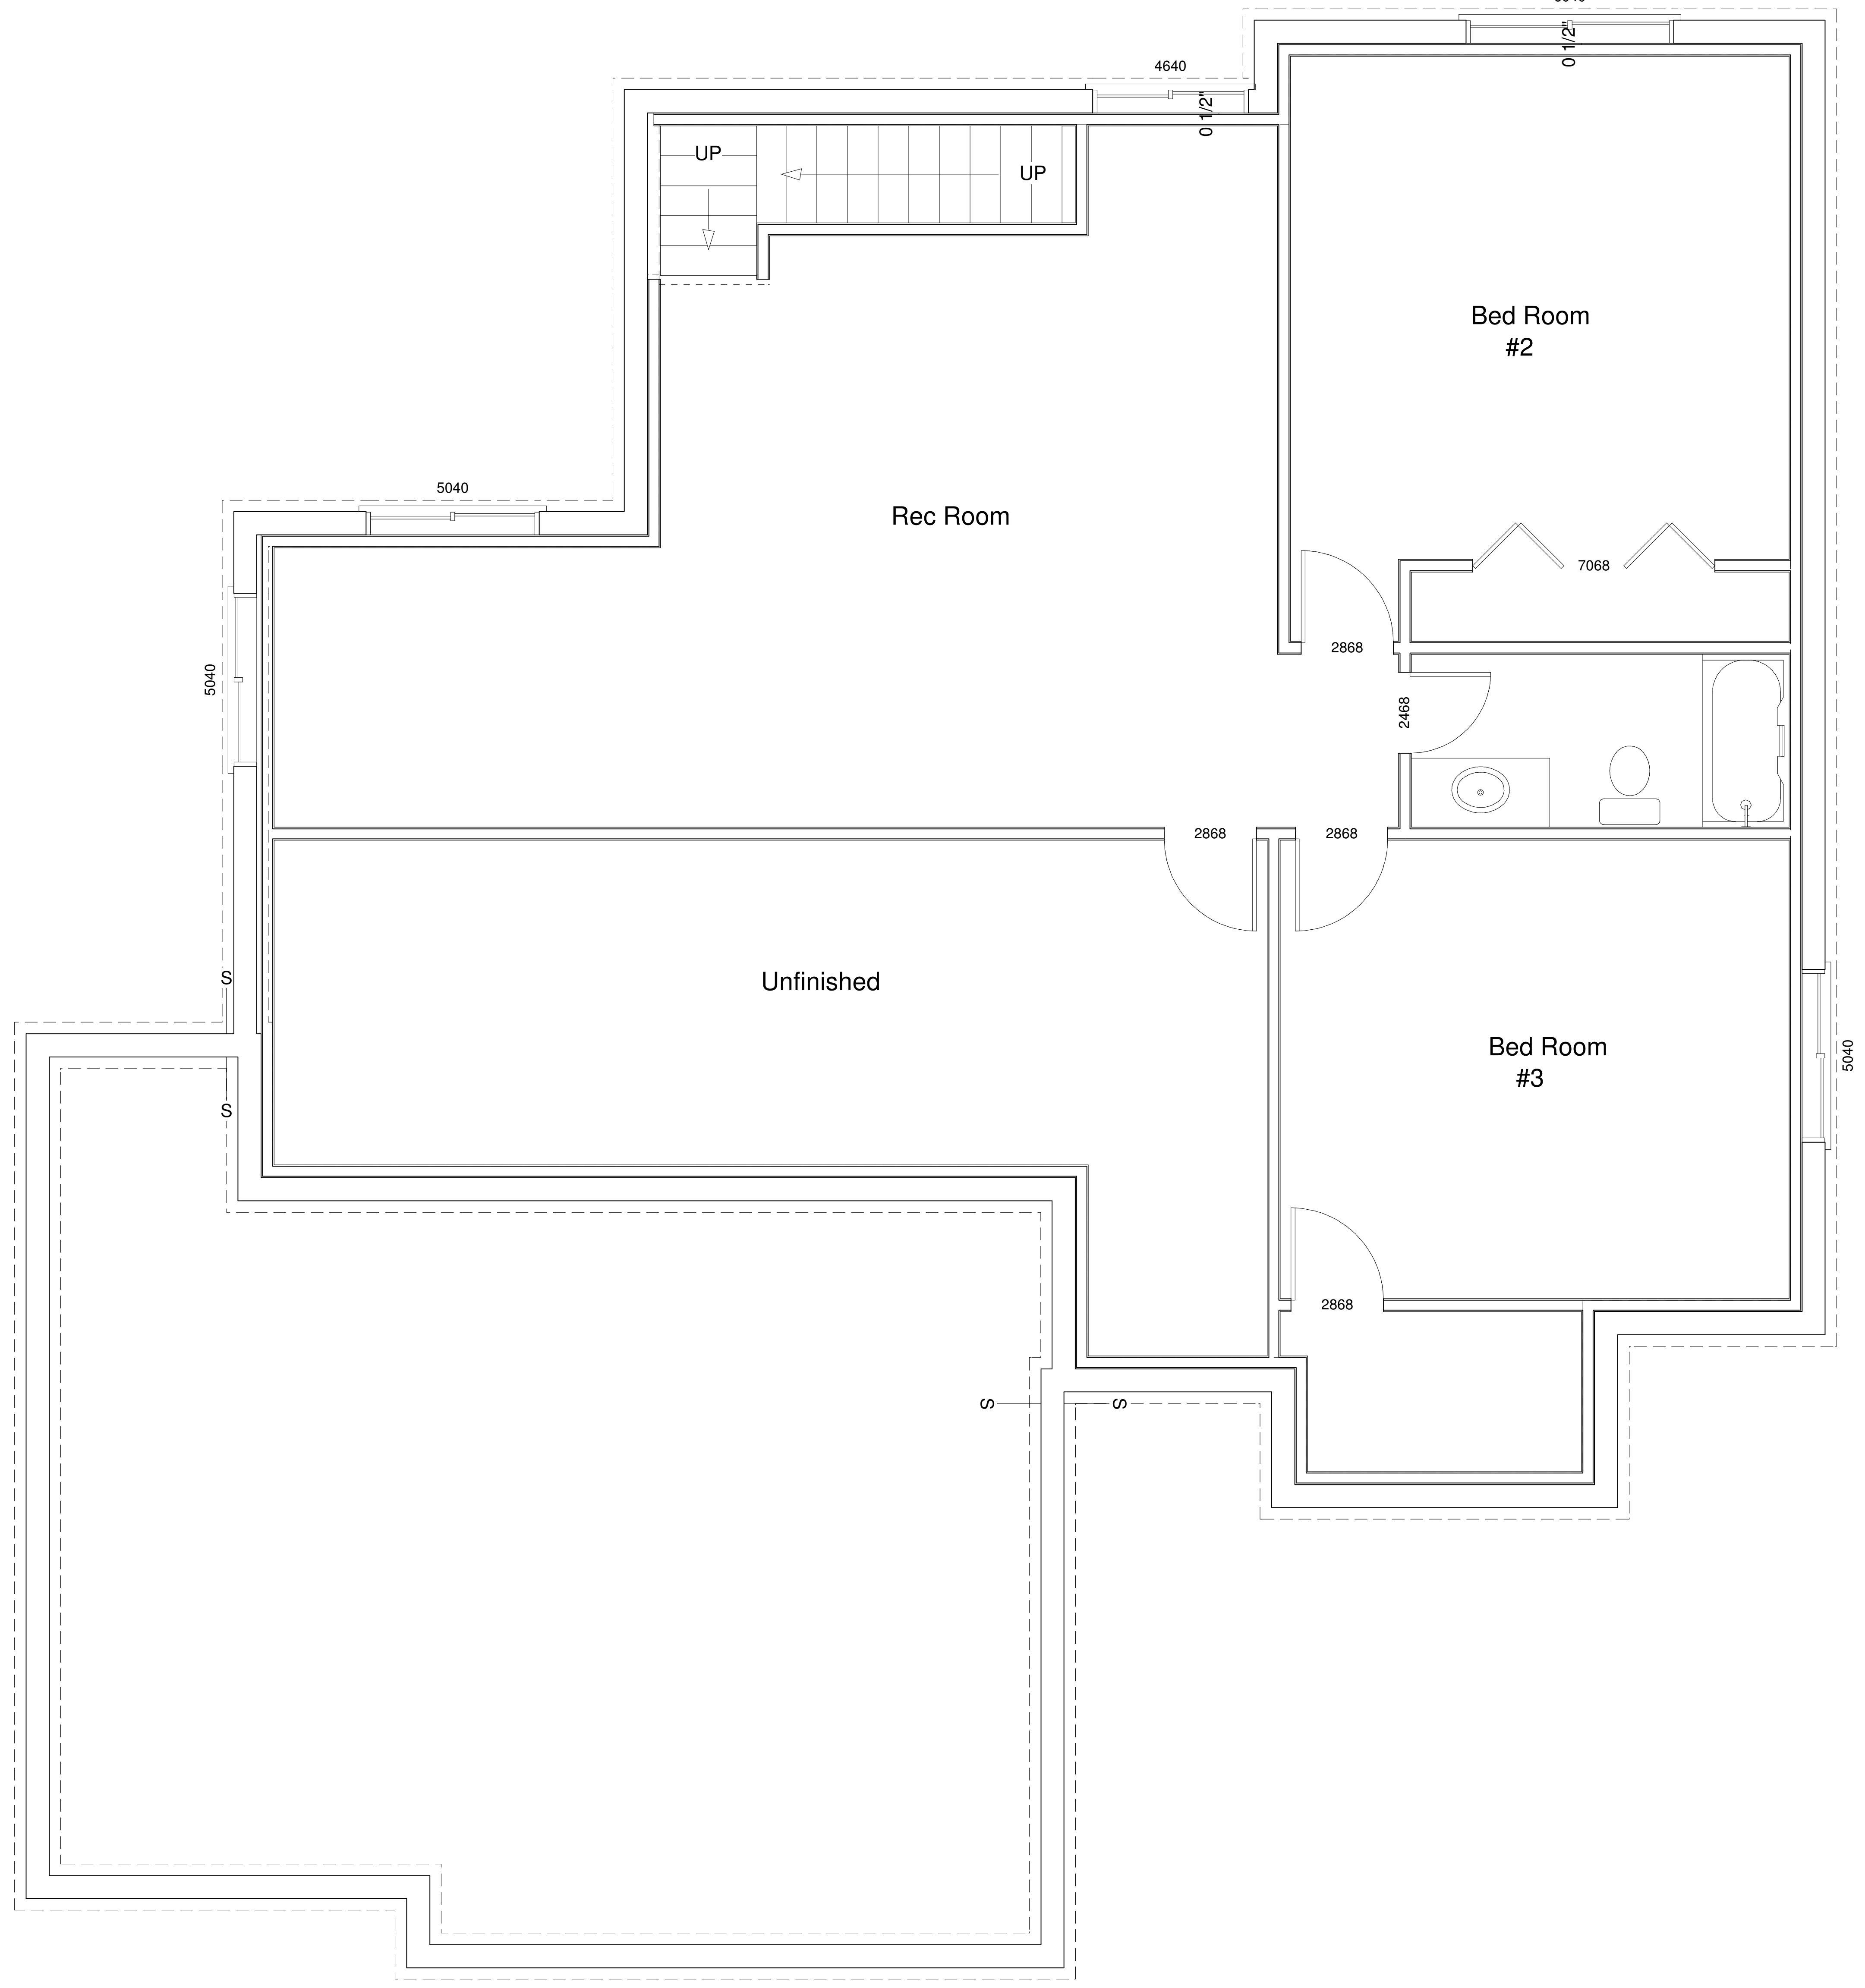 4640
0 1/2"
0 1/2"
UP
UP
Bed Room
#2
5040
Rec Room
7068
2868
5040
2468
2868
2868
S
Unfinished
Bed Room
#3
5040
S
2868
S
S